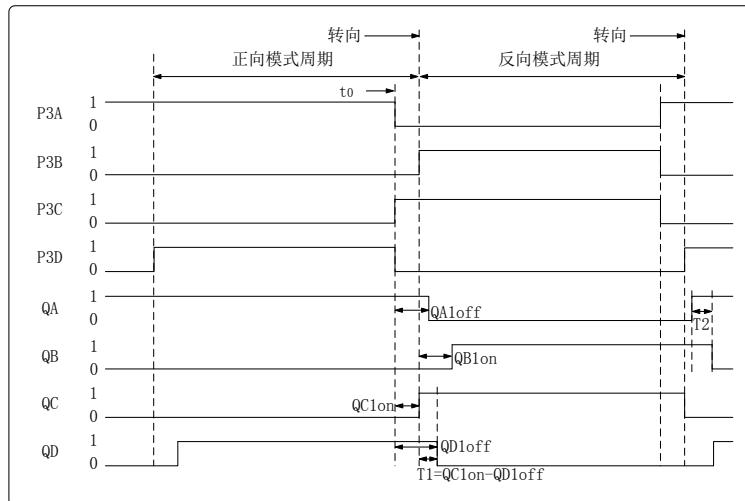 转向
转向
正向模式周期
反向模式周期
t0
P3A
1
0
P3B
1
0
P3C
1
0
P3D
1
0
QA
1
0
QA1off
T2
QB
1
0
QB1on
QC
1
0
QC1on
QD
1
0
QD1off
T1=QC1on-QD1off